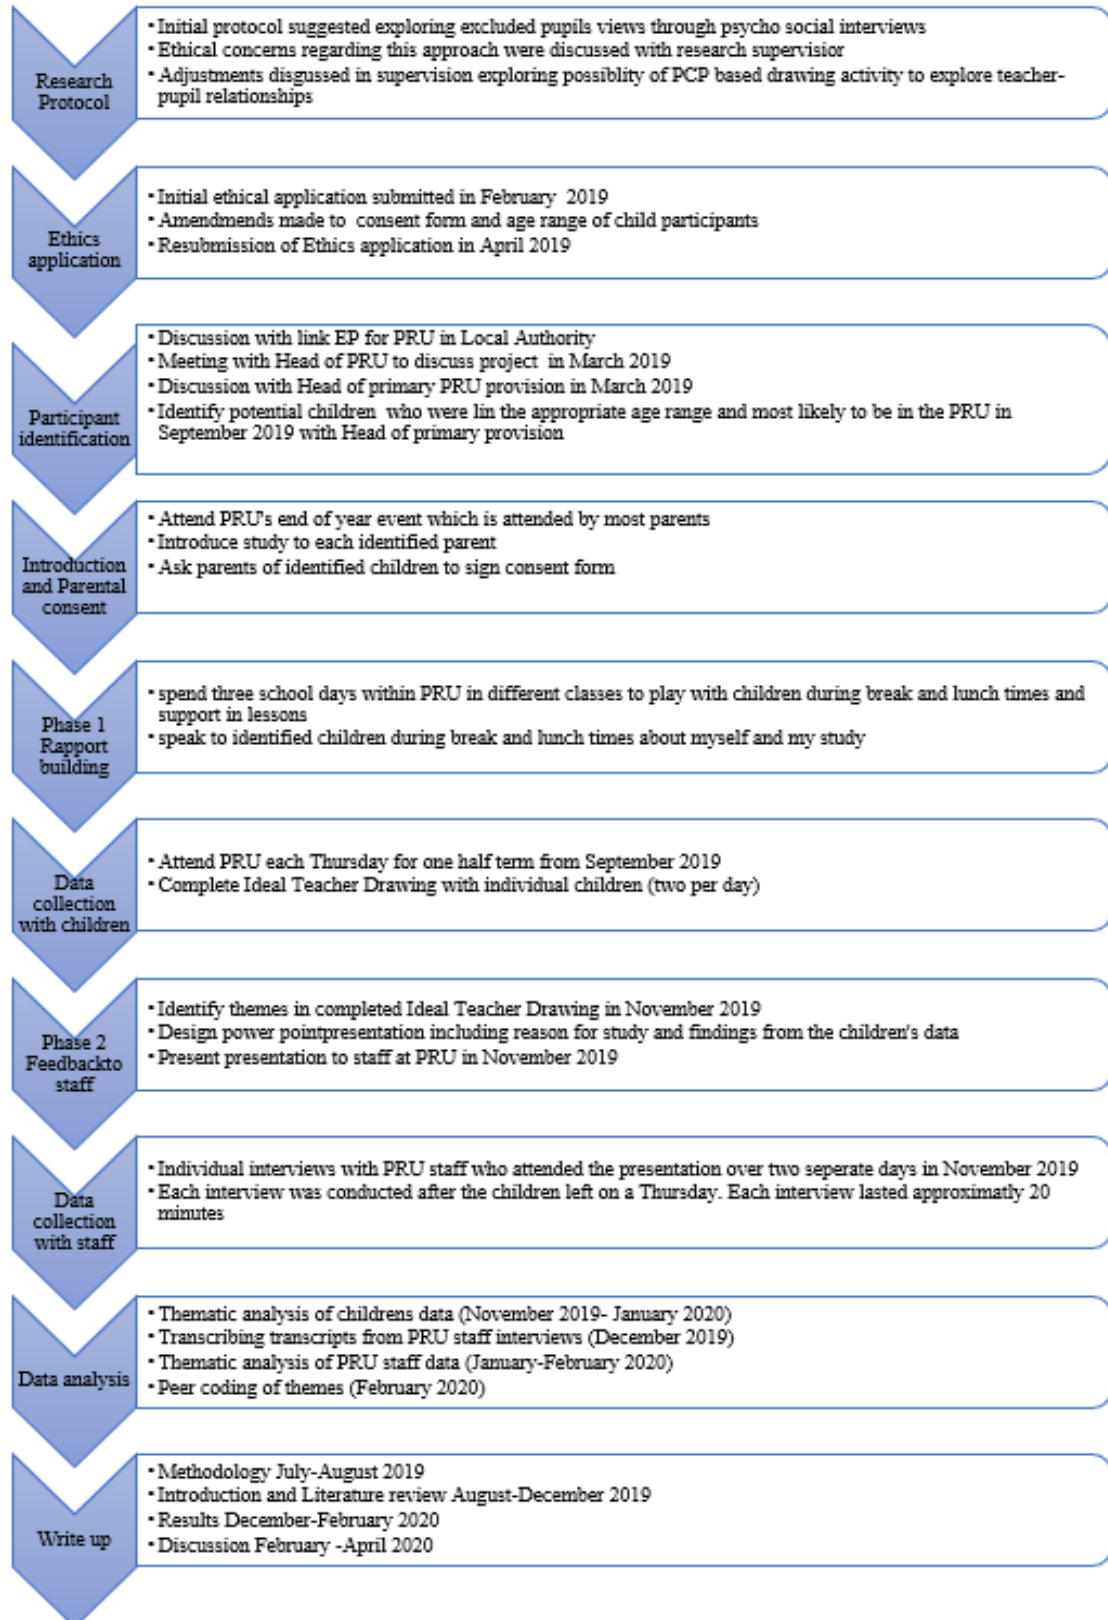 Research
Protocol
• Initial protocol suggested exploring excluded pupils views through psycho social interviews
• Ethical concerns regarding this approach were discussed with research supervisior
• Adjustments disgussed in supervision exploring possiblity of PCP based drawing activity to explore teacher-
pupil relationships
Ethics
application
• Initial ethical application submitted in February 2019
• Amendmends made to consent form and age range of child participants
• Resubmission of Ethics application in April 2019
Participant
identification
• Discussion with link EP for PRU in Local Authority
• Meeting with Head of PRU to discuss project in March 2019
• Discussion with Head of primary PRU provision in March 2019
• Identify potential children who were lin the appropriate age range and most likely to be in the PRU in
September 2019 with Head of primary provision
Introduction
and Parental
consent
• Attend PRU's end of year event which is attended by most parents
• Introduce study to each identified parent
• Ask parents of identified children to sign consent form
Phase 1
Rapport
building
• spend three school days within PRU in different classes to play with children during break and lunch times and
support in lessons
• speak to identified children during break and lunch times about myself and my study
Data
collection
with children
• Attend PRU each Thursday for one half term from September 2019
• Complete Ideal Teacher Drawing with individual children (two per day)
Phase 2
Feedbackto
staff
• Identify themes in completed Ideal Teacher Drawing in November 2019
• Design power pointpresentation including reason for study and findings from the children's data
• Present presentation to staff at PRU in November 2019
Data
collection
with staff
• Individual interviews with PRU staff who attended the presentation over two seperate days in November 2019
• Each interview was conducted after the children left on a Thursday. Each interview lasted approximatly 20
minutes
Data analysis
• Thematic analysis of childrens data (November 2019- January 2020)
• Transcribing transcripts from PRU staff interviews (December 2019)
• Thematic analysis of PRU staff data (January-February 2020)
• Peer coding of themes (February 2020)
Write up
• Methodology July-August 2019
• Introduction and Literature review August-December 2019
• Results December-February 2020
• Discussion February -April 2020